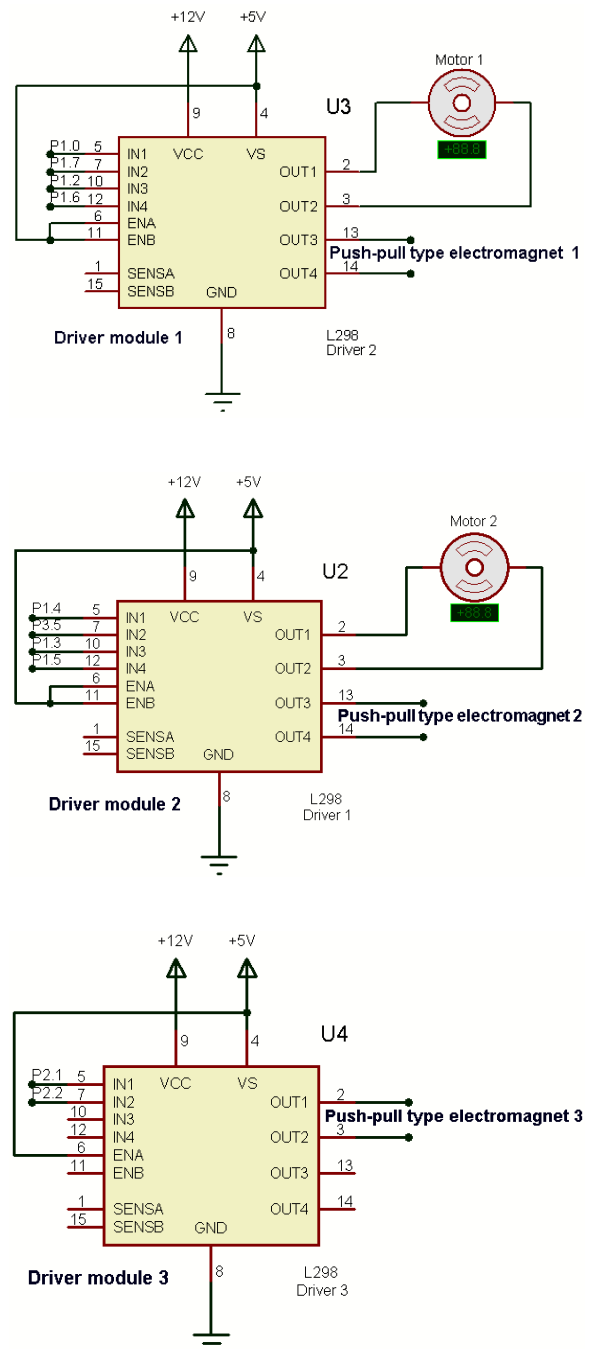 +12V +5V
Motor 1
9 4 U3
+88.8
P1.0 5 IN1 VCC VS
P1.7 7 IN2 OUT1 2
P1.2 10 IN3
P1.6 12 IN4
6 ENA OUT2 3
11 ENB OUT3 13
Push-pull type electromagnet 1
1 SENSA OUT4 14
15 SENSB GND
Driver module 1 8 L298
Driver 2
+12V +5V
Motor 2
9 4 U2
+88.8
P1.4 5 IN1 VCC VS
P3.5 7 IN2 OUT1 2
P1.3 10 IN3
P1.5 12 IN4 OUT2 3
6 ENA
11 ENB OUT3 13
Push-pull type electromagnet 2
1 SENSA OUT4 14
15 SENSB GND
Driver module 2 8 L298
Driver 1
+12V +5V
9 4 U4
P2.1 5 IN1 VCC VS
P2.2 7 IN2 OUT1 2
10 IN3 Push-pull type electromagnet 3
12 IN4 OUT2 3
6 ENA
11 ENB OUT3 13
1 SENSA OUT4 14
15 SENSB GND
Driver module 3 8 L298
Driver 3